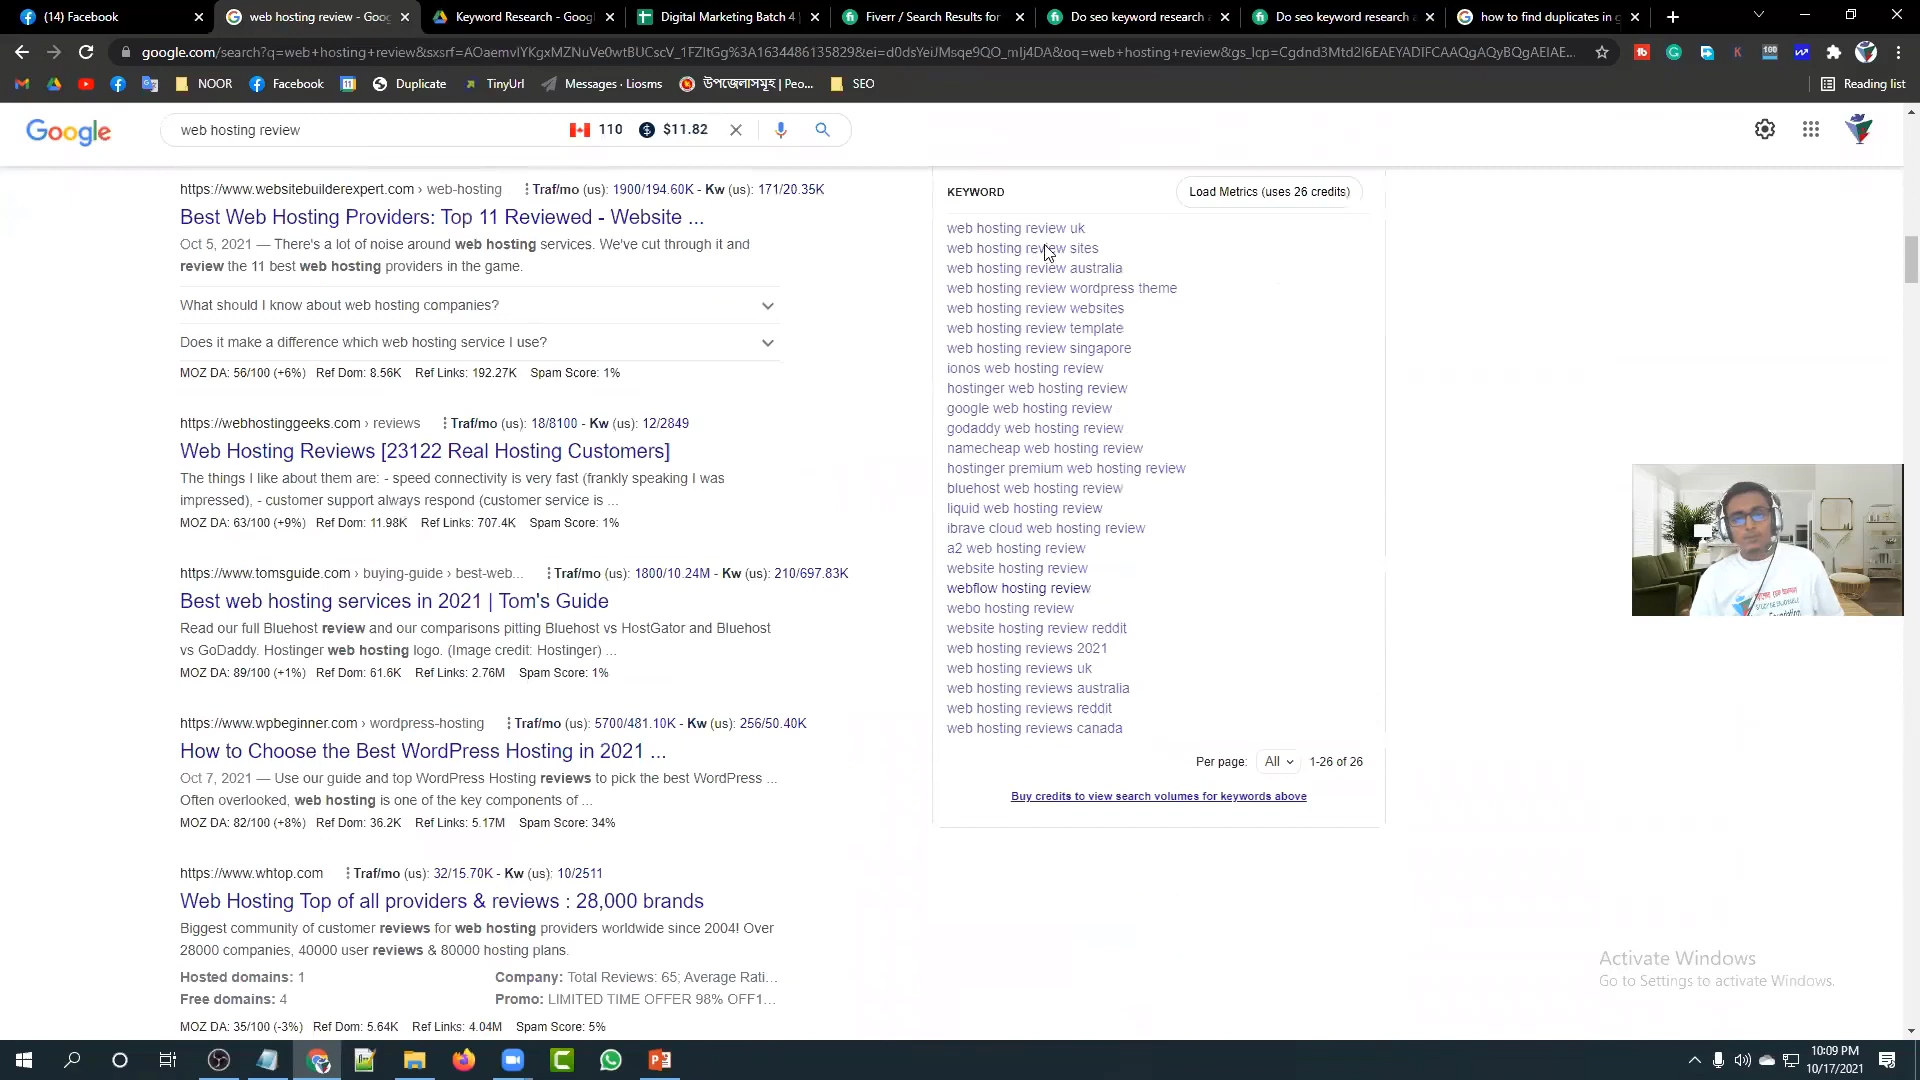 (14) Facebook
web hosting review - Goog
Keyword Research - Googl
Digital Marketing Batch 4
Fiverr / Search Results for
Do seo keyword research a
Do seo keyword research a
how to find duplicates in g
google.com/search?q=web+hosting+review&sxsrf=AOaemvIYKgxMZNuVe0wtBUCscV_1FZItGg%3A1634486135829&ei=d0dsYeiJMsqe9QO_mIj4DA&oq=web+hosting+review&gs_lcp=Cgdnd3Mtd2l6EAEYADIFCAAQgAQyBQgAEIAE...
NOOR
Facebook
Duplicate
TinyUrl
Messages · Liosms
উপজেলাসমূহ | Peo...
SEO
Reading list
Google
web hosting review
110
$11.82
https://www.websitebuilderexpert.com › web-hosting Traf/mo (us): 1900/194.60K - Kw (us): 171/20.35K
Best Web Hosting Providers: Top 11 Reviewed - Website ...
Oct 5, 2021 — There's a lot of noise around web hosting services. We've cut through it and
review the 11 best web hosting providers in the game.
What should I know about web hosting companies?
Does it make a difference which web hosting service I use?
MOZ DA: 56/100 (+6%) Ref Dom: 8.56K Ref Links: 192.27K Spam Score: 1%
https://webhostinggeeks.com › reviews Traf/mo (us): 18/8100 - Kw (us): 12/2849
Web Hosting Reviews [23122 Real Hosting Customers]
The things I like about them are: - speed connectivity is very fast (frankly speaking I was
impressed), - customer support always respond (customer service is ...
MOZ DA: 63/100 (+9%) Ref Dom: 11.98K Ref Links: 707.4K Spam Score: 1%
https://www.tomsguide.com › buying-guide › best-web... Traf/mo (us): 1800/10.24M - Kw (us): 210/697.83K
Best web hosting services in 2021 | Tom's Guide
Read our full Bluehost review and our comparisons pitting Bluehost vs HostGator and Bluehost
vs GoDaddy. Hostinger web hosting logo. (Image credit: Hostinger) ...
MOZ DA: 89/100 (+1%) Ref Dom: 61.6K Ref Links: 2.76M Spam Score: 1%
https://www.wpbeginner.com › wordpress-hosting Traf/mo (us): 5700/481.10K - Kw (us): 256/50.40K
How to Choose the Best WordPress Hosting in 2021 ...
Oct 7, 2021 — Use our guide and top WordPress Hosting reviews to pick the best WordPress ...
Often overlooked, web hosting is one of the key components of ...
MOZ DA: 82/100 (+8%) Ref Dom: 36.2K Ref Links: 5.17M Spam Score: 34%
https://www.whtop.com Traf/mo (us): 32/15.70K - Kw (us): 10/2511
Web Hosting Top of all providers & reviews : 28,000 brands
Biggest community of customer reviews for web hosting providers worldwide since 2004! Over
28000 companies, 40000 user reviews & 80000 hosting plans.
Hosted domains: 1 Company: Total Reviews: 65; Average Rati...
Free domains: 4 Promo: LIMITED TIME OFFER 98% OFF1...
MOZ DA: 35/100 (-3%) Ref Dom: 5.64K Ref Links: 4.04M Spam Score: 5%
KEYWORD
Load Metrics (uses 26 credits)
web hosting review uk
web hosting review sites
web hosting review australia
web hosting review wordpress theme
web hosting review websites
web hosting review template
web hosting review singapore
ionos web hosting review
hostinger web hosting review
google web hosting review
godaddy web hosting review
namecheap web hosting review
hostinger premium web hosting review
bluehost web hosting review
liquid web hosting review
ibrave cloud web hosting review
a2 web hosting review
website hosting review
webflow hosting review
webo hosting review
website hosting review reddit
web hosting reviews 2021
web hosting reviews uk
web hosting reviews australia
web hosting reviews reddit
web hosting reviews canada
Per page: All 1-26 of 26
Buy credits to view search volumes for keywords above
Activate Windows
Go to Settings to activate Windows.
10:09 PM
10/17/2021